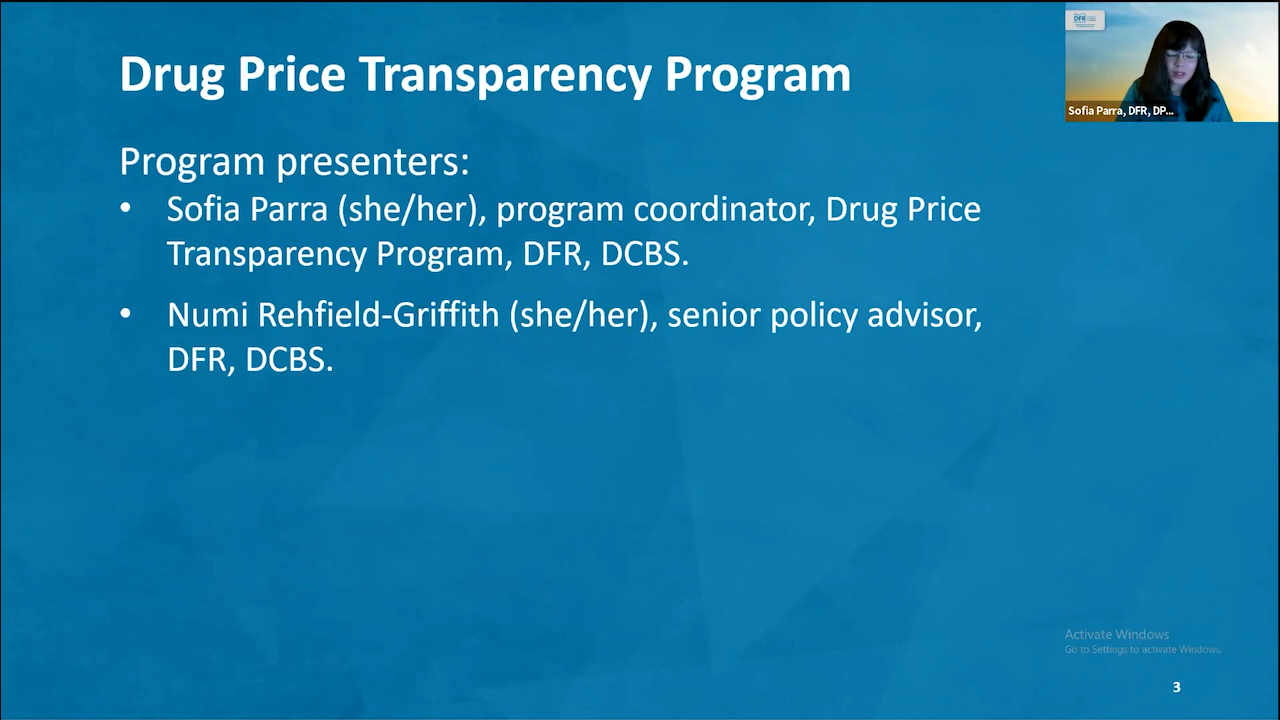 Drug Price Transparency Program
Program presenters:
• Sofia Parra (she/her), program coordinator, Drug Price
Transparency Program, DFR, DCBS.
• Numi Rehfield-Griffith (she/her), senior policy advisor,
DFR, DCBS.
DFR
Sofia Parra, DFR, DP...
Activate Windows
Go to Settings to activate Windows.
3